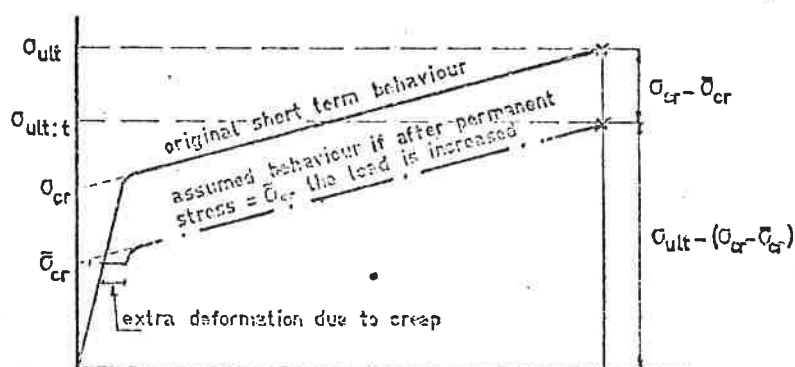 σult
σult:t
σcr
σ̃cr
original short term behaviour
assumed behaviour if after permanent
stress = σ̃cr the load is increased
extra deformation due to creep
σcr – σ̃cr
σult – (σcr – σ̃cr)